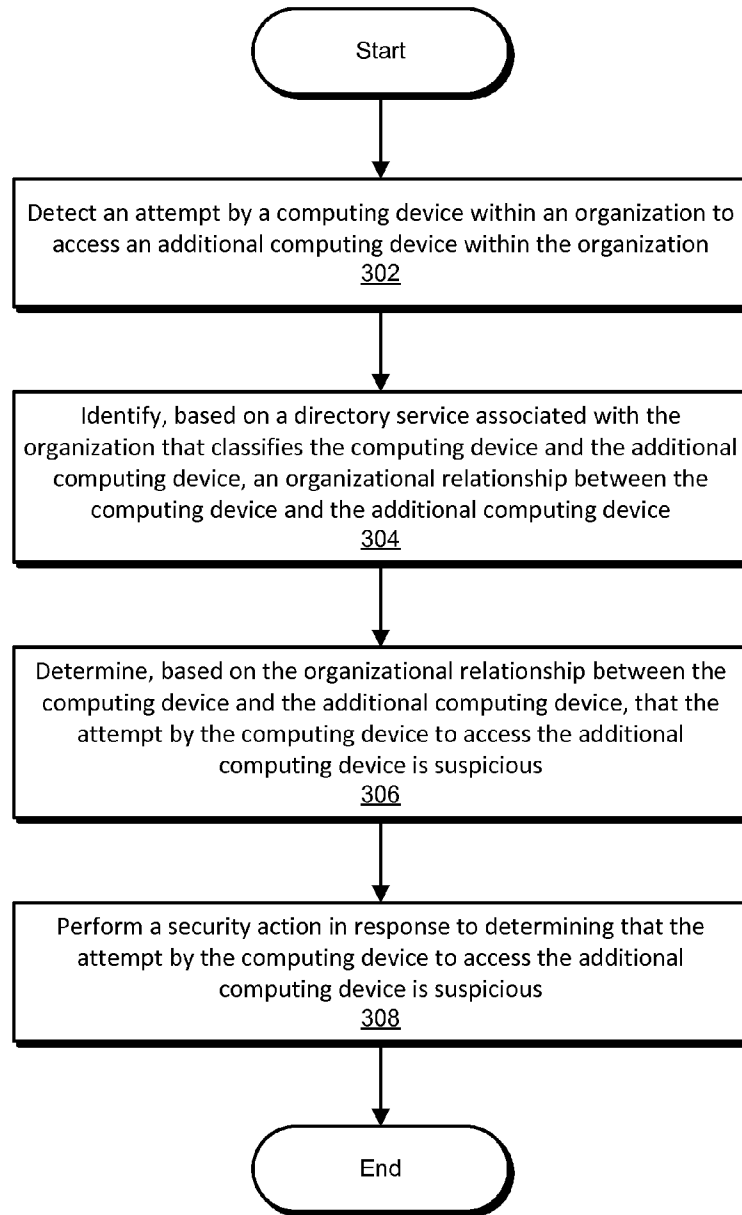 Start
Detect an attempt by a computing device within an organization to
access an additional computing device within the organization
302
Identify, based on a directory service associated with the
organization that classifies the computing device and the additional
computing device, an organizational relationship between the
computing device and the additional computing device
304
Determine, based on the organizational relationship between the
computing device and the additional computing device, that the
attempt by the computing device to access the additional
computing device is suspicious
306
Perform a security action in response to determining that the
attempt by the computing device to access the additional
computing device is suspicious
308
End